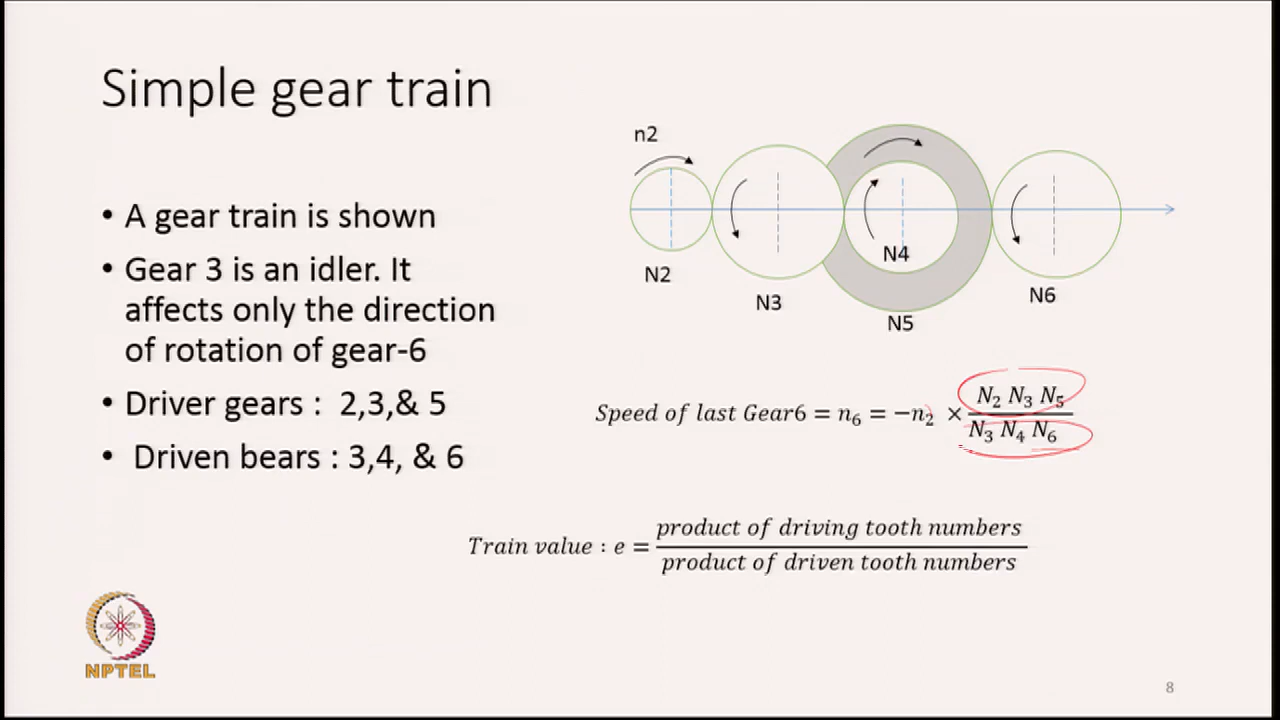 Simple gear train
n2
N2
N3
N4
N5
N6
• A gear train is shown
• Gear 3 is an idler. It
affects only the direction
of rotation of gear-6
• Driver gears : 2,3,& 5
• Driven bears : 3,4, & 6
Speed of last Gear6 = n₆ = −n₂ × N₂ N₃ N₅ / N₃ N₄ N₆
Train value : e = product of driving tooth numbers / product of driven tooth numbers
NPTEL
8